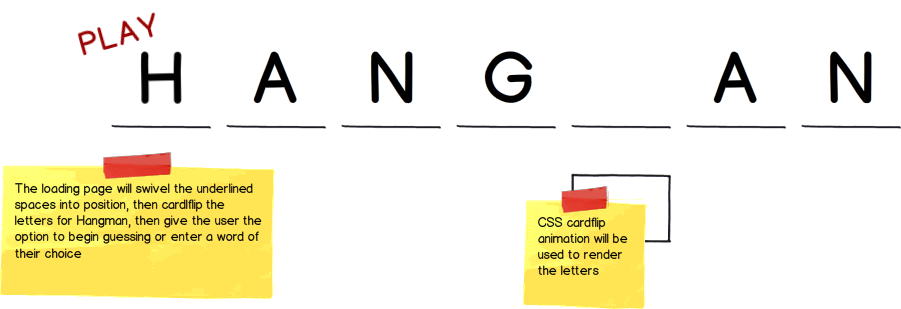 PLAY
H A N G A N
The loading page will swivel the underlined
spaces into position, then cardlfip the
letters for Hangman, then give the user the
option to begin guessing or enter a word of
their choice
CSS cardflip
animation will be
used to render
the letters